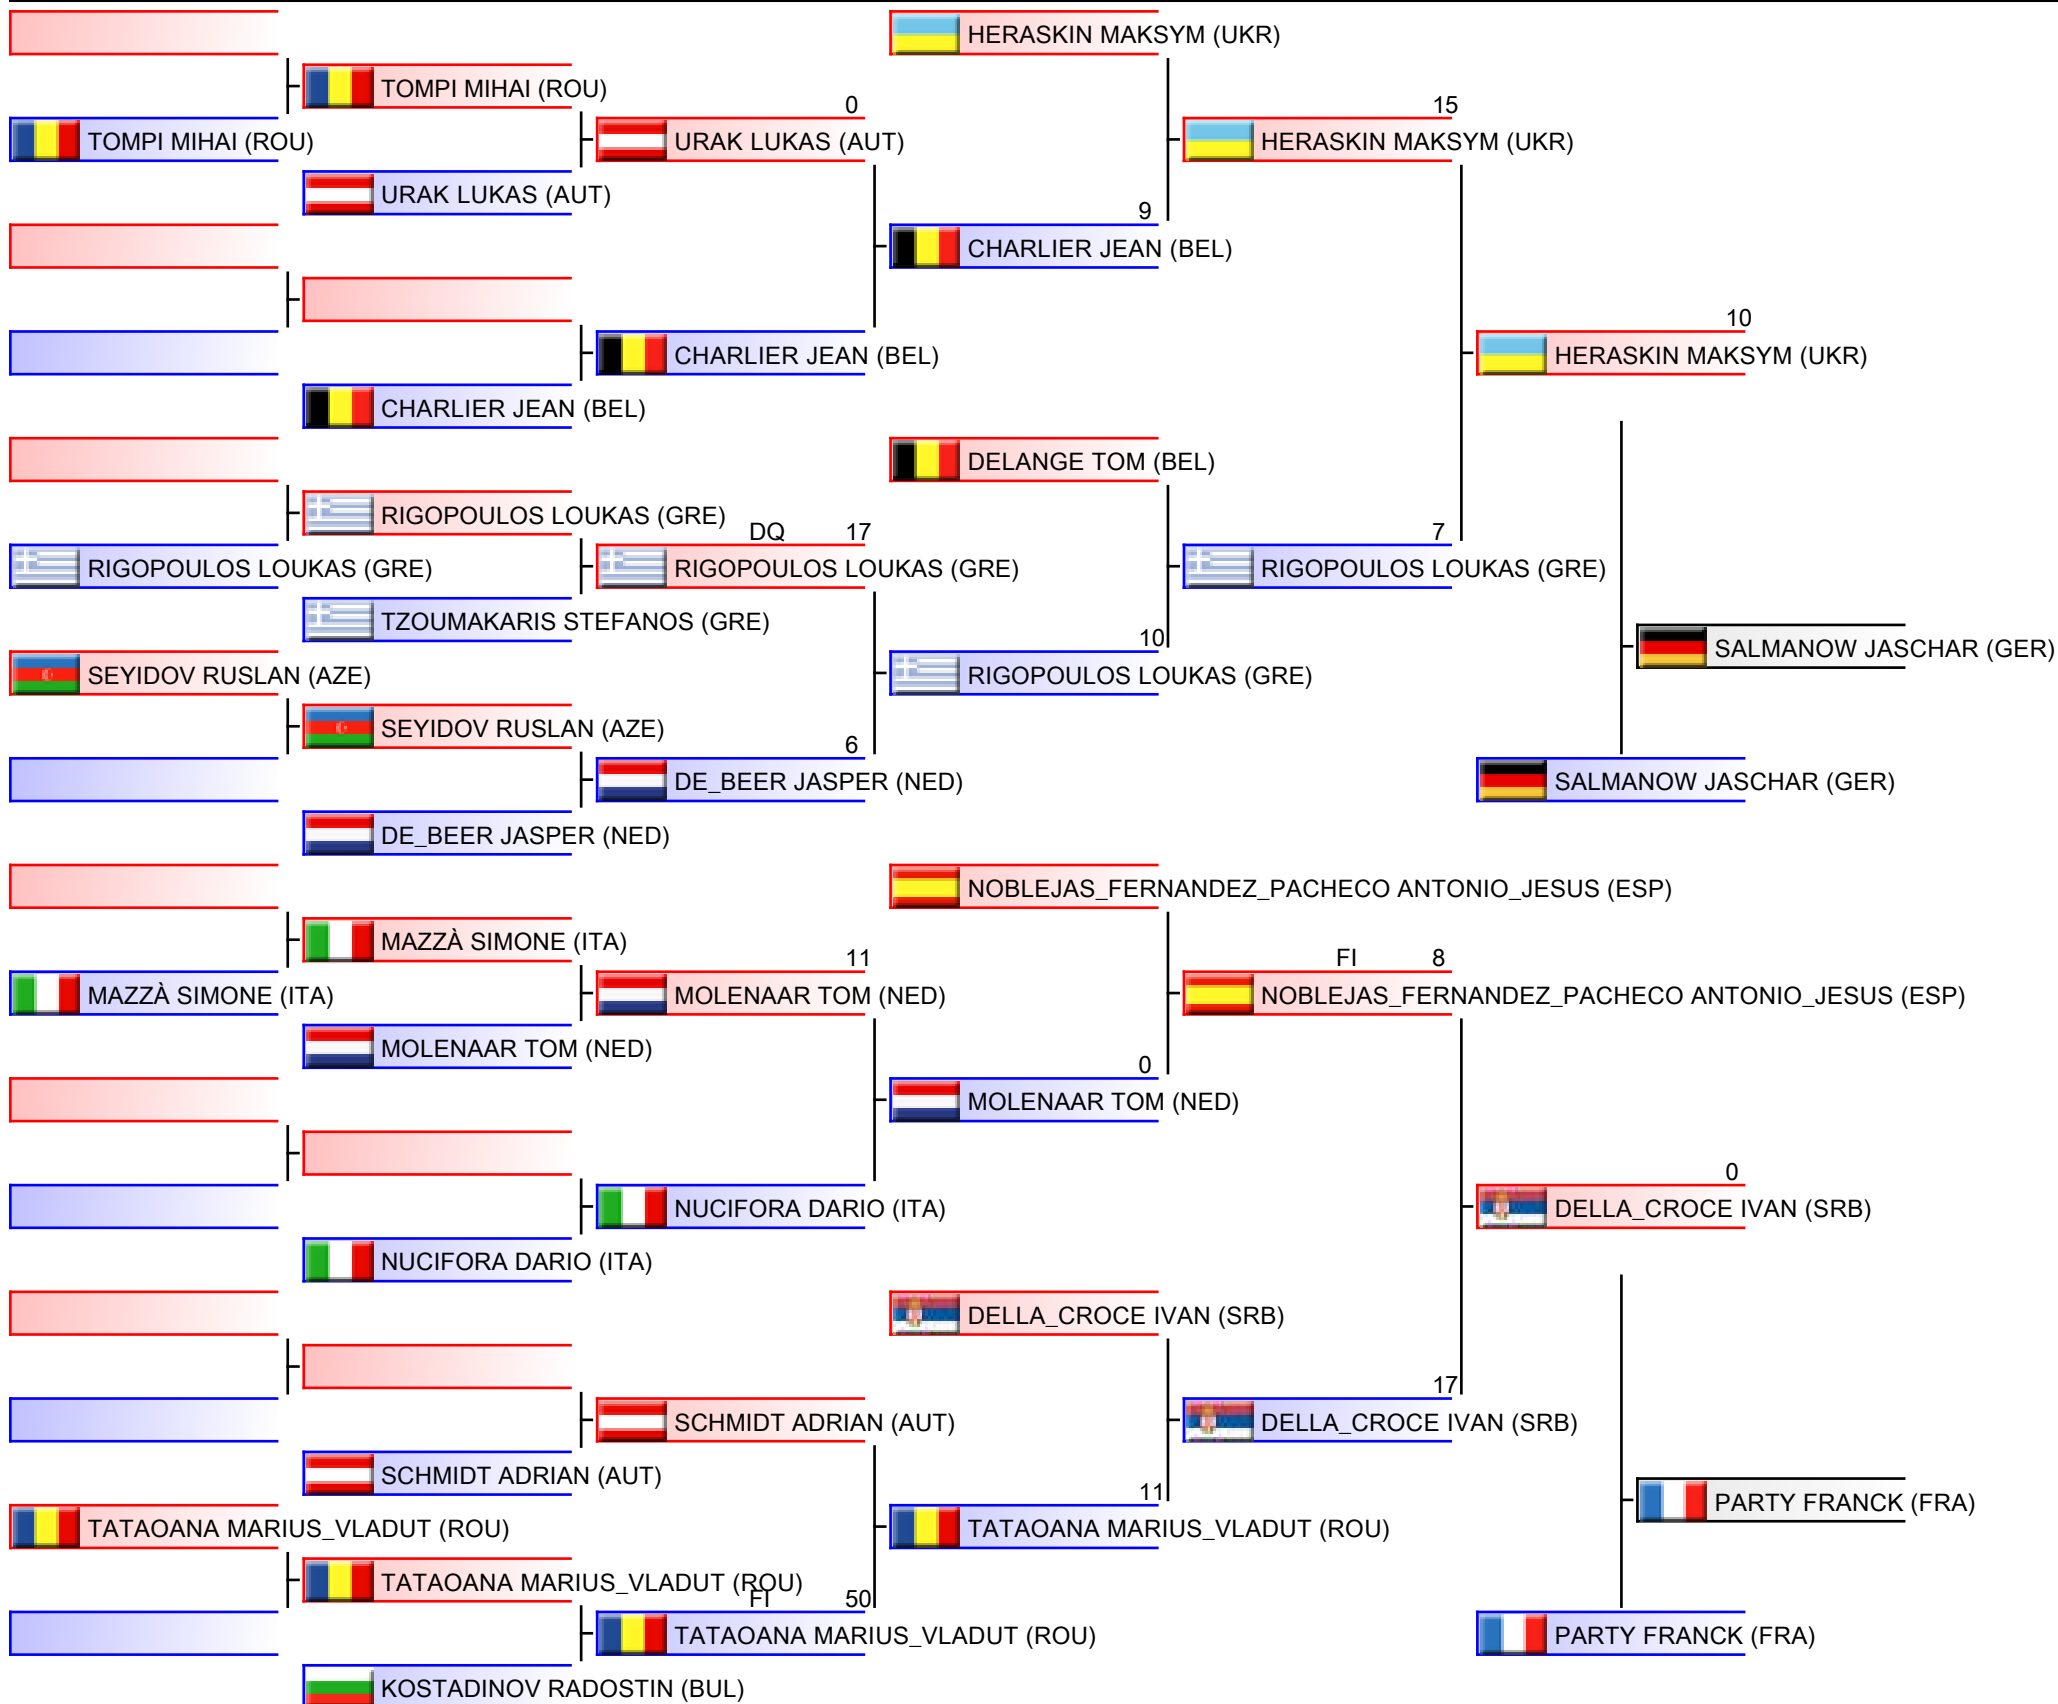 HERASKIN MAKSYM (UKR)
TOMPI MIHAI (ROU)
0
15
TOMPI MIHAI (ROU)
URAK LUKAS (AUT)
HERASKIN MAKSYM (UKR)
URAK LUKAS (AUT)
9
CHARLIER JEAN (BEL)
10
CHARLIER JEAN (BEL)
HERASKIN MAKSYM (UKR)
CHARLIER JEAN (BEL)
DELANGE TOM (BEL)
RIGOPOULOS LOUKAS (GRE)
DQ 17
7
RIGOPOULOS LOUKAS (GRE)
RIGOPOULOS LOUKAS (GRE)
RIGOPOULOS LOUKAS (GRE)
TZOUMAKARIS STEFANOS (GRE)
10
SALMANOW JASCHAR (GER)
SEYIDOV RUSLAN (AZE)
RIGOPOULOS LOUKAS (GRE)
SEYIDOV RUSLAN (AZE)
6
DE_BEER JASPER (NED)
SALMANOW JASCHAR (GER)
DE_BEER JASPER (NED)
NOBLEJAS_FERNANDEZ_PACHECO ANTONIO_JESUS (ESP)
MAZZÀ SIMONE (ITA)
11
FI 8
MAZZÀ SIMONE (ITA)
MOLENAAR TOM (NED)
NOBLEJAS_FERNANDEZ_PACHECO ANTONIO_JESUS (ESP)
MOLENAAR TOM (NED)
0
MOLENAAR TOM (NED)
0
NUCIFORA DARIO (ITA)
DELLA_CROCE IVAN (SRB)
NUCIFORA DARIO (ITA)
DELLA_CROCE IVAN (SRB)
17
SCHMIDT ADRIAN (AUT)
DELLA_CROCE IVAN (SRB)
SCHMIDT ADRIAN (AUT)
11
PARTY FRANCK (FRA)
TATAOANA MARIUS_VLADUT (ROU)
TATAOANA MARIUS_VLADUT (ROU)
TATAOANA MARIUS_VLADUT (ROU)
FI 50
TATAOANA MARIUS_VLADUT (ROU)
PARTY FRANCK (FRA)
KOSTADINOV RADOSTIN (BUL)